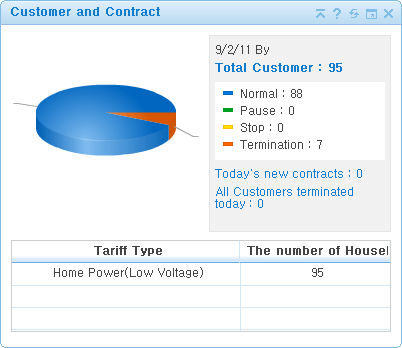 Customer and Contract
9/2/11 By
Total Customer : 95
Normal : 88
Pause : 0
Stop : 0
Termination : 7
Today's new contracts : 0
All Customers terminated
today : 0
Tariff Type The number of Househ
Home Power(Low Voltage) 95